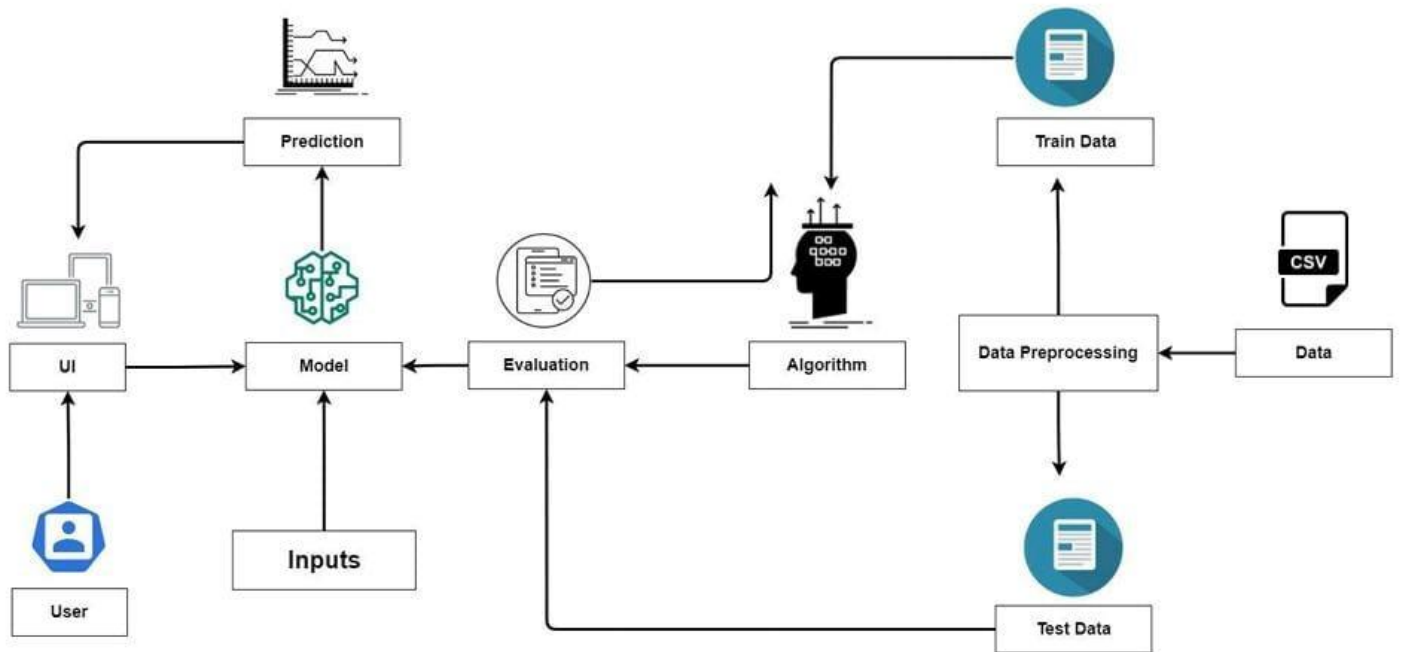 Prediction
Train Data
CSV
UI
Model
Evaluation
Algorithm
Data Preprocessing
Data
Inputs
User
Test Data